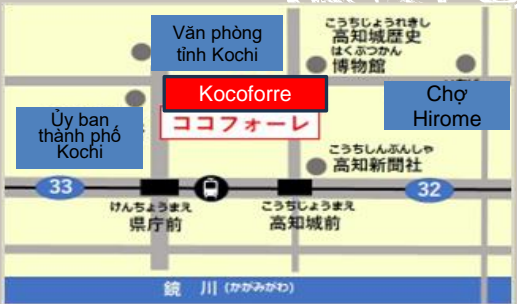 Văn phòng
tỉnh Kochi
こうちじょうれきし
高知城歴史
はくぶつかん
博物館
Kocoforre
ココフォーレ
Chợ
Hirome
Ủy ban
thành phố
Kochi
こうちしんぶんしゃ
高知新聞社
33
32
けんちょうまえ
県庁前
こうちじょうまえ
高知城前
鏡川(かがみがわ)